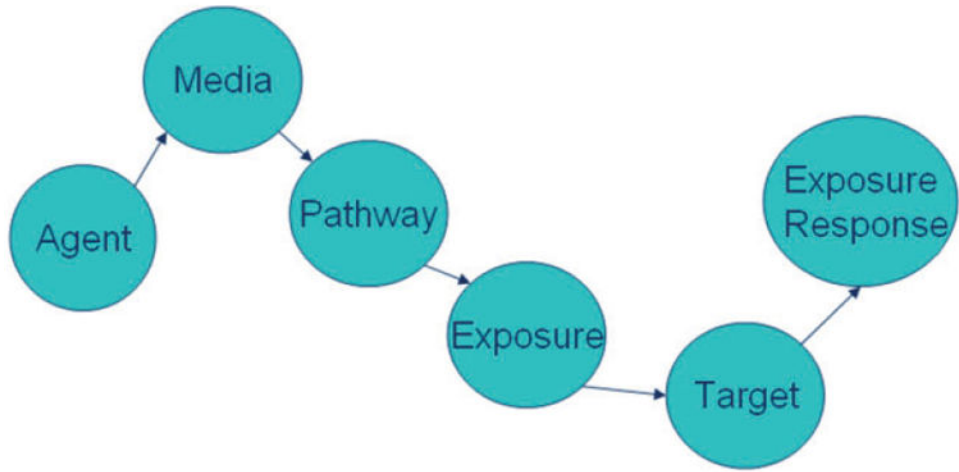 Agent
Media
Pathway
Exposure
Target
Exposure
Response